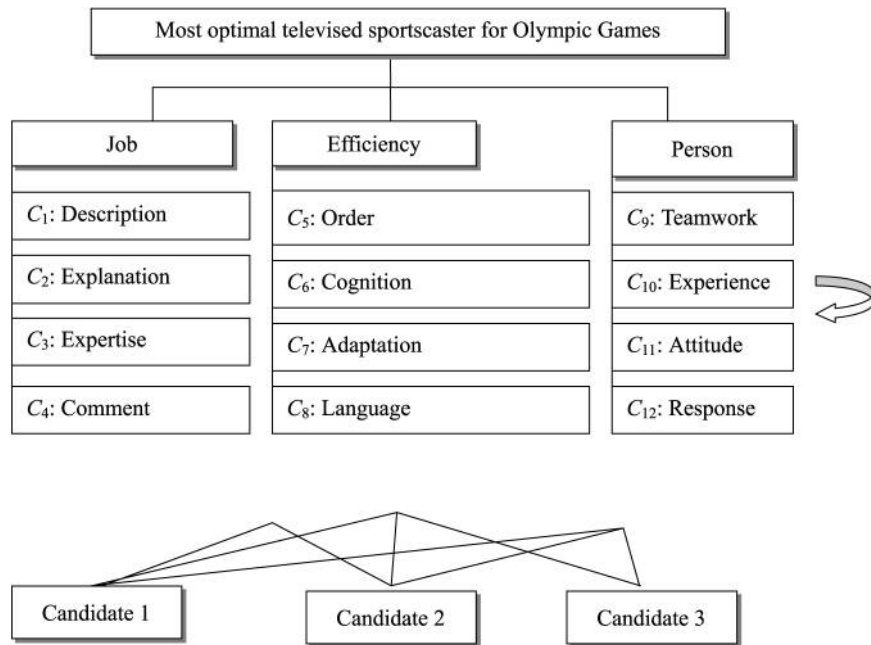 Most optimal televised sportscaster for Olympic Games
Job
Efficiency
Person
C₁: Description
C₂: Explanation
C₃: Expertise
C₄: Comment
C₅: Order
C₆: Cognition
C₇: Adaptation
C₈: Language
C₉: Teamwork
C₁₀: Experience
C₁₁: Attitude
C₁₂: Response
Candidate 1
Candidate 2
Candidate 3